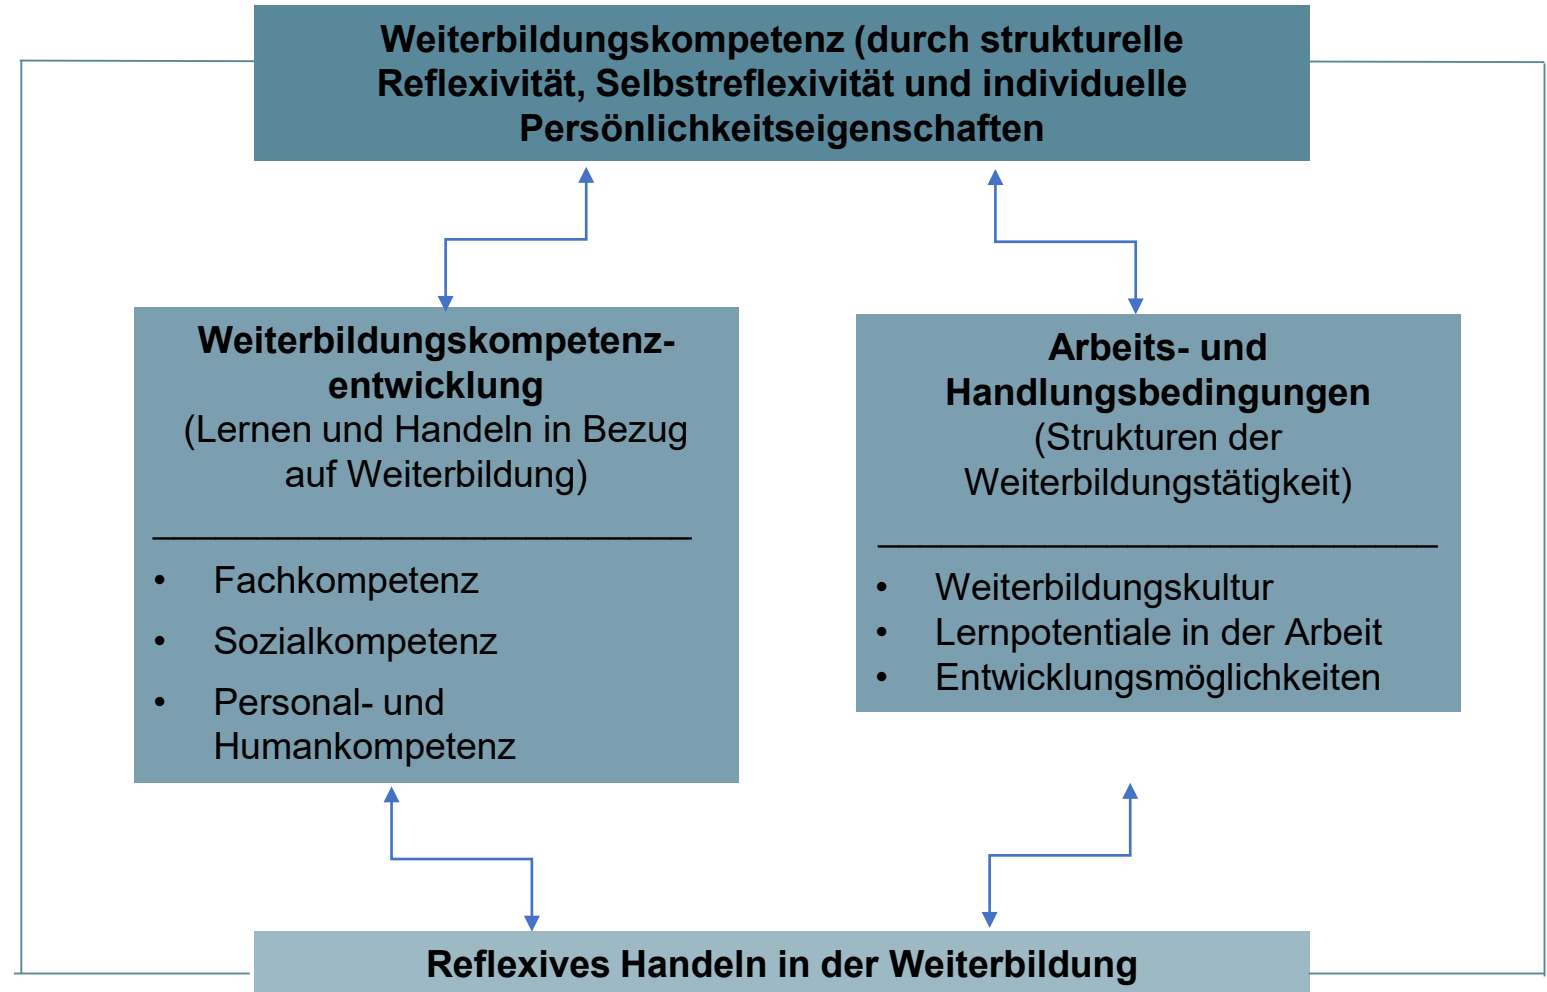 Weiterbildungskompetenz (durch strukturelle
Reflexivität, Selbstreflexivität und individuelle
Persönlichkeitseigenschaften
Weiterbildungskompetenz-
entwicklung
(Lernen und Handeln in Bezug
auf Weiterbildung)
• Fachkompetenz
• Sozialkompetenz
• Personal- und
Humankompetenz
Arbeits- und
Handlungsbedingungen
(Strukturen der
Weiterbildungstätigkeit)
• Weiterbildungskultur
• Lernpotentiale in der Arbeit
• Entwicklungsmöglichkeiten
Reflexives Handeln in der Weiterbildung